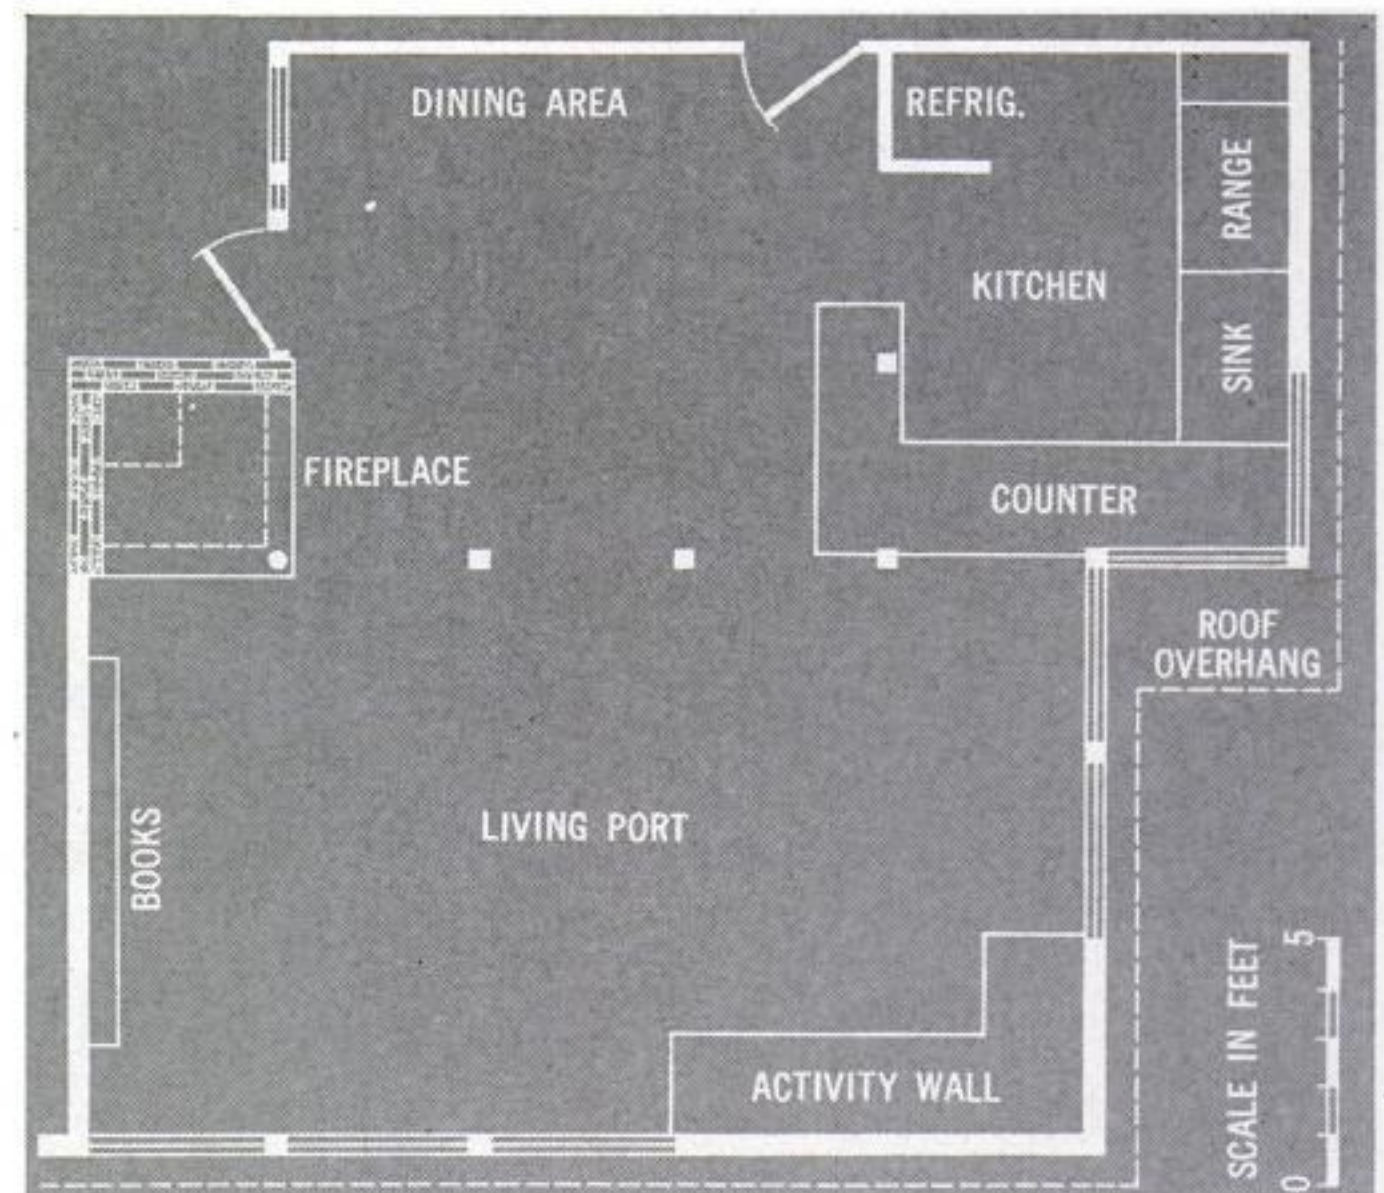 DINING AREA
REFRIG.
RANGE
KITCHEN
SINK
FIREPLACE
COUNTER
ROOF
OVERHANG
LIVING PORT
BOOKS
ACTIVITY WALL
SCALE IN FEET
5
0